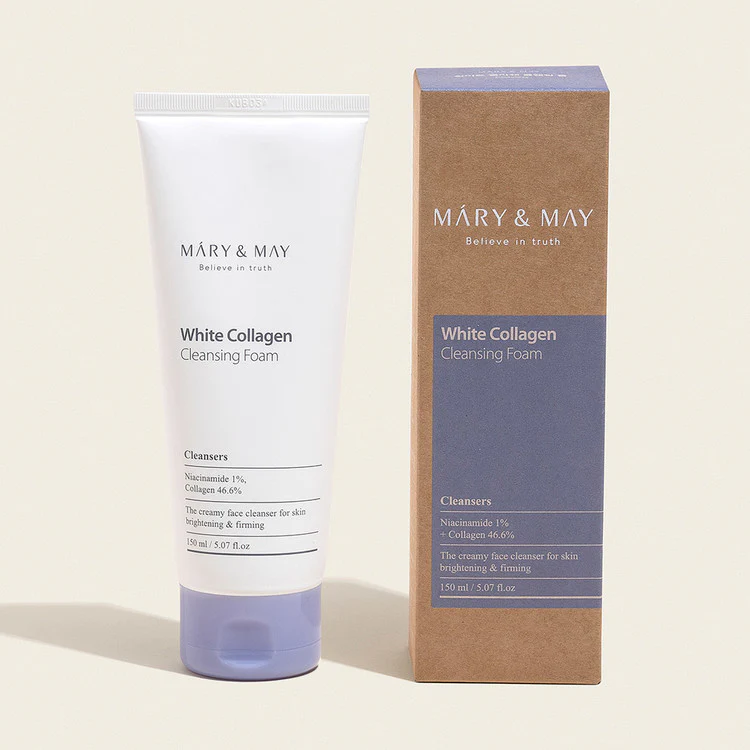 MÁRY & MAY
Believe in truth
White Collagen
Cleansing Foam
Cleansers
Niacinamide 1%,
Collagen 46.6%
The creamy face cleanser for skin
brightening & firming
150 ml / 5.07 fl.oz
MARY & MAY
MÁRY & MAY
Believe in truth
White Collagen
Cleansing Foam
Cleansers
Niacinamide 1%
+ Collagen 46.6%
The creamy face cleanser for skin
brightening & firming
150 ml / 5.07 fl.oz